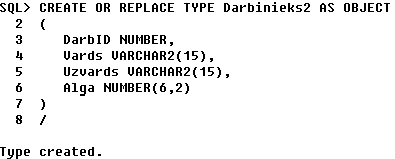 SQL> CREATE OR REPLACE TYPE Darbinieks2 AS OBJECT
2 (
3 DarbID NUMBER,
4 Vards VARCHAR2(15),
5 Uzvards VARCHAR2(15),
6 Alga NUMBER(6,2)
7 )
8 /
Type created.